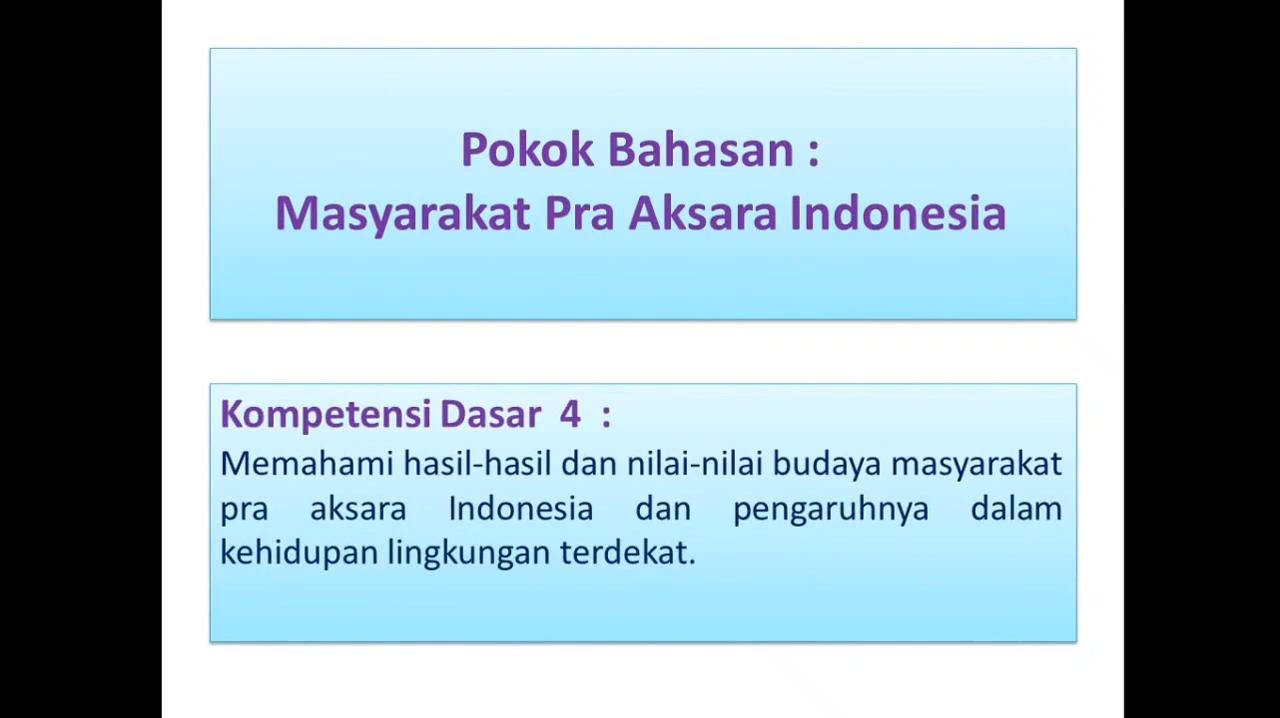 Pokok Bahasan :
Masyarakat Pra Aksara Indonesia
Kompetensi Dasar 4 :
Memahami hasil-hasil dan nilai-nilai budaya masyarakat
pra aksara Indonesia dan pengaruhnya dalam
kehidupan lingkungan terdekat.